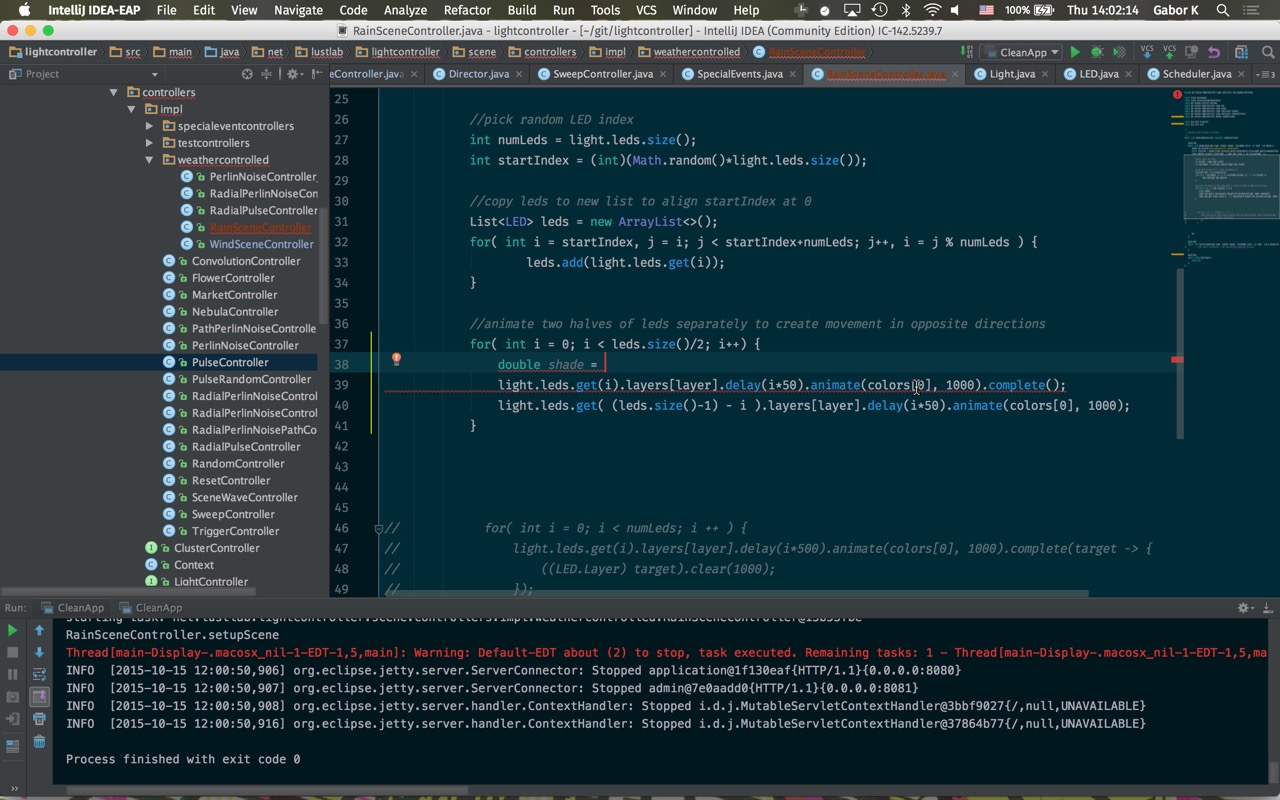 IntelliJ IDEA-EAP File Edit View Navigate Code Analyze Refactor Build Run Tools VCS Window Help 100% Thu 14:02:14 Gabor K
RainSceneController.java - lightcontroller - [~/git/lightcontroller] - IntelliJ IDEA (Community Edition) IC-142.5239.7
lightcontroller src main java net lustlab lightcontroller scene controllers impl weathercontrolled RainSceneController CleanApp VCS VCS
Project eController.java Director.java SweepController.java SpecialEvents.java RainSceneController.java Light.java LED.java Scheduler.java
controllers
impl
specialeventcontrollers
testcontrollers
weathercontrolled
PerlinNoiseController
RadialPerlinNoiseCon
RadialPulseController
RainSceneController
WindSceneController
ConvolutionController
FlowerController
MarketController
NebulaController
PathPerlinNoiseControlle
PerlinNoiseController
PulseController
PulseRandomController
RadialPerlinNoiseCon
RadialPerlinNoiseCon
RadialPerlinNoisePathCo
RadialPulseController
RandomController
ResetController
SceneWaveController
SweepController
TriggerController
ClusterController
Context
LightController
25
26 //pick random LED index
27 int numLeds = light.leds.size();
28 int startIndex = (int)(Math.random()*light.leds.size());
29
30 //copy leds to new list to align startIndex at 0
31 List<LED> leds = new ArrayList<>();
32 for( int i = startIndex, j = i; j < startIndex+numLeds; j++, i = j % numLeds ) {
33 leds.add(light.leds.get(i));
34 }
35
36 //animate two halves of leds separately to create movement in opposite directions
37 for( int i = 0; i < leds.size()/2; i++) {
38 double shade =
39 light.leds.get(i).layers[layer].delay(i*50).animate(colors[0], 1000).complete();
40 light.leds.get( (leds.size()-1) - i ).layers[layer].delay(i*50).animate(colors[0], 1000);
41 }
42
43
44
45
46 // for( int i = 0; i < numLeds; i ++ ) {
47 // light.leds.get(i).layers[layer].delay(i*500).animate(colors[0], 1000).complete(target -> {
48 // ((LED.Layer) target).clear(1000);
49 // });
Run: CleanApp CleanApp
RainSceneController.setupScene
Thread[main-Display-.macosx_nil-1-EDT-1,5,main]: Warning: Default-EDT about (2) to stop, task executed. Remaining tasks: 1 - Thread[main-Display-.macosx_nil-1-EDT-1,5,ma
INFO [2015-10-15 12:00:50,906] org.eclipse.jetty.server.ServerConnector: Stopped application@1f130eaf{HTTP/1.1}{0.0.0.0:8080}
INFO [2015-10-15 12:00:50,907] org.eclipse.jetty.server.ServerConnector: Stopped admin@7e0aadd0{HTTP/1.1}{0.0.0.0:8081}
INFO [2015-10-15 12:00:50,908] org.eclipse.jetty.server.handler.ContextHandler: Stopped i.d.j.MutableServletContextHandler@3bbf9027{/,null,UNAVAILABLE}
INFO [2015-10-15 12:00:50,916] org.eclipse.jetty.server.handler.ContextHandler: Stopped i.d.j.MutableServletContextHandler@37864b77{/,null,UNAVAILABLE}
Process finished with exit code 0